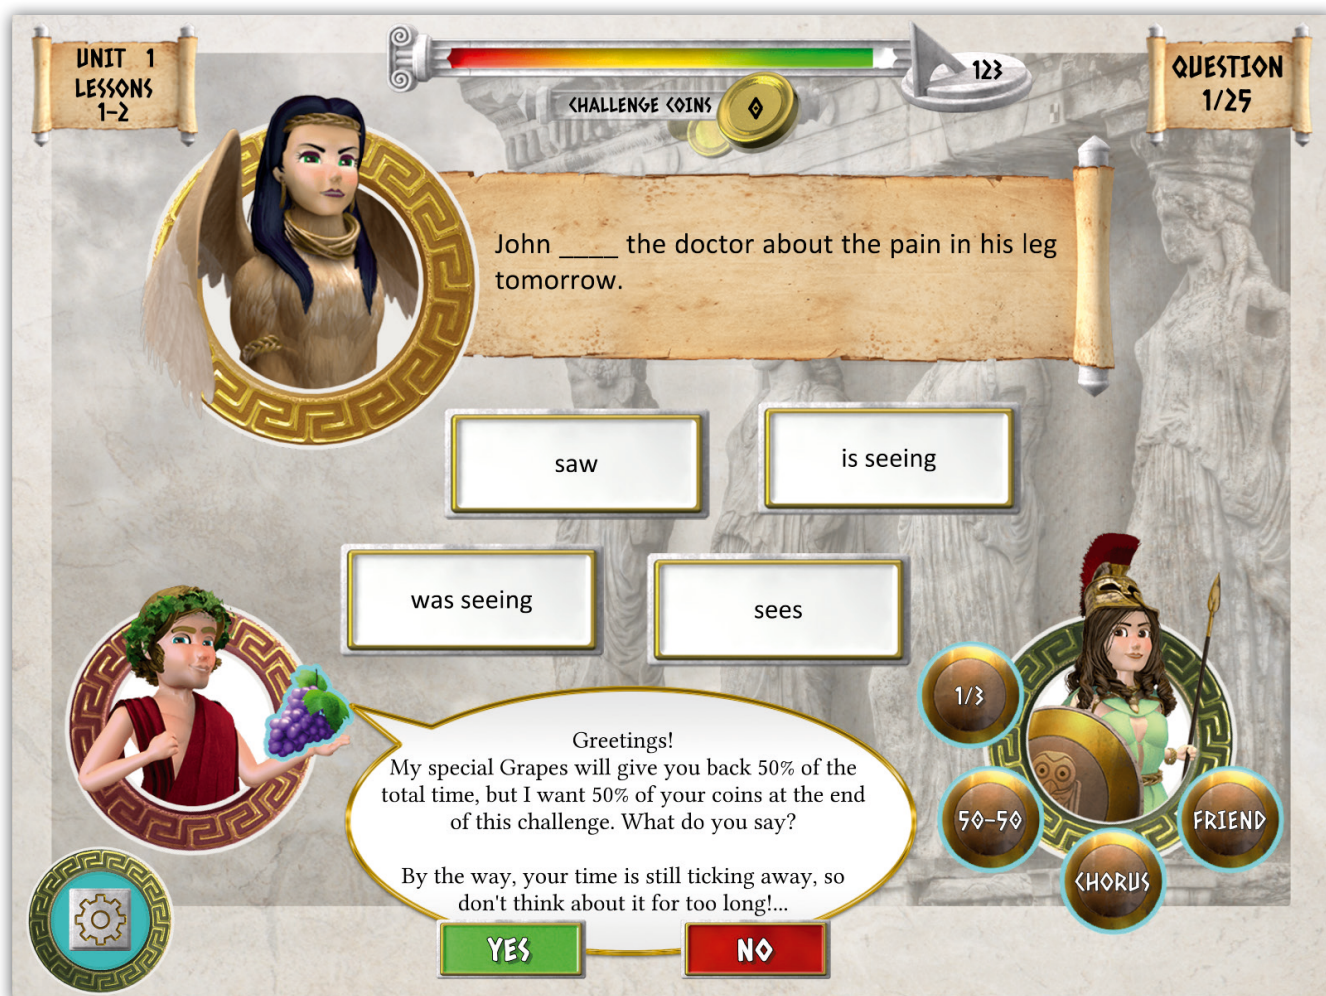 UNIT 1
LESSONS
1-2
123
CHALLENGE COINS
0
QUESTION
1/25
John ____ the doctor about the pain in his leg
tomorrow.
saw
is seeing
was seeing
sees
Greetings!
My special Grapes will give you back 50% of the
total time, but I want 50% of your coins at the end
of this challenge. What do you say?
By the way, your time is still ticking away, so
don't think about it for too long!...
YES
NO
1/3
50-50
CHORUS
FRIEND